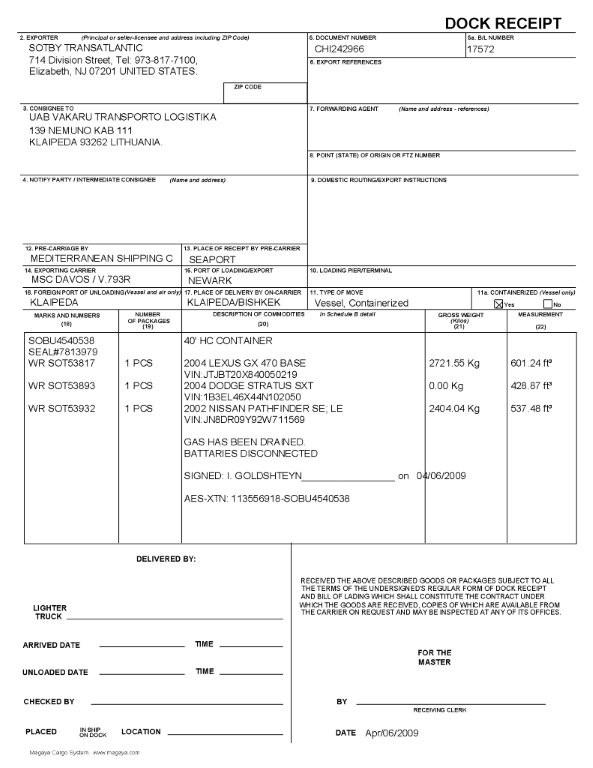 DOCK RECEIPT
2. EXPORTER (Principal or seller-licensee and address including ZIP Code)
SOTBY TRANSATLANTIC
714 Division Street, Tel: 973-817-7100,
Elizabeth, NJ 07201 UNITED STATES.
ZIP CODE
5. DOCUMENT NUMBER
CHI242966
5a. B/L NUMBER
17572
6. EXPORT REFERENCES
3. CONSIGNEE TO
UAB VAKARU TRANSPORTO LOGISTIKA
139 NEMUNO KAB 111
KLAIPEDA 93262 LITHUANIA.
7. FORWARDING AGENT (Name and address - references)
8. POINT (STATE) OF ORIGIN OR FTZ NUMBER
4. NOTIFY PARTY / INTERMEDIATE CONSIGNEE (Name and address)
9. DOMESTIC ROUTING/EXPORT INSTRUCTIONS
12. PRE-CARRIAGE BY
MEDITERRANEAN SHIPPING C
13. PLACE OF RECEIPT BY PRE-CARRIER
SEAPORT
14. EXPORTING CARRIER
MSC DAVOS / V.793R
15. PORT OF LOADING/EXPORT
NEWARK
10. LOADING PIER/TERMINAL
16. FOREIGN PORT OF UNLOADING(Vessel and air only)
KLAIPEDA
17. PLACE OF DELIVERY BY ON-CARRIER
KLAIPEDA/BISHKEK
11. TYPE OF MOVE
Vessel, Containerized
11a. CONTAINERIZED (Vessel only)
Yes No
MARKS AND NUMBERS
(18)
NUMBER
OF PACKAGES
(19)
DESCRIPTION OF COMMODITIES in Schedule B detail
(20)
GROSS WEIGHT
(Kilos)
(21)
MEASUREMENT
(22)
SOBU4540538 40' HC CONTAINER
SEAL#7813979
WR SOT53817 1 PCS 2004 LEXUS GX 470 BASE 2721.55 Kg 601.24 ft³
VIN:JTJBT20X840050219
WR SOT53893 1 PCS 2004 DODGE STRATUS SXT 0.00 Kg 428.87 ft³
VIN:1B3EL46X44N102050
WR SOT53932 1 PCS 2002 NISSAN PATHFINDER SE; LE 2404.04 Kg 537.48 ft³
VIN:JN8DR09Y92W711569
GAS HAS BEEN DRAINED.
BATTARIES DISCONNECTED
SIGNED: I. GOLDSHTEYN on 04/06/2009
AES-XTN: 113556918-SOBU4540538
DELIVERED BY:
LIGHTER
TRUCK
ARRIVED DATE TIME
UNLOADED DATE TIME
CHECKED BY
PLACED IN SHIP ON DOCK LOCATION
RECEIVED THE ABOVE DESCRIBED GOODS OR PACKAGES SUBJECT TO ALL
THE TERMS OF THE UNDERSIGNED'S REGULAR FORM OF DOCK RECEIPT
AND BILL OF LADING WHICH SHALL CONSTITUTE THE CONTRACT UNDER
WHICH THE GOODS ARE RECEIVED, COPIES OF WHICH ARE AVAILABLE FROM
THE CARRIER ON REQUEST AND MAY BE INSPECTED AT ANY OF ITS OFFICES.
FOR THE
MASTER
BY
RECEIVING CLERK
DATE Apr/06/2009
Magaya Cargo System www.magaya.com